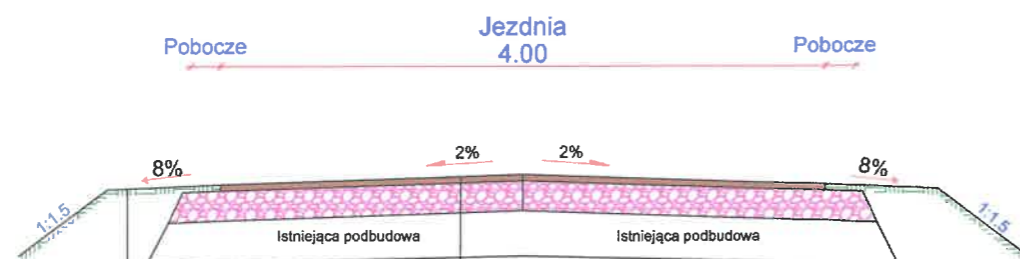 Jezdnia
Pobocze
4.00
Pobocze
8%
2%
2%
8%
1:1.5
Istniejąca podbudowa
Istniejąca podbudowa
1:1.5